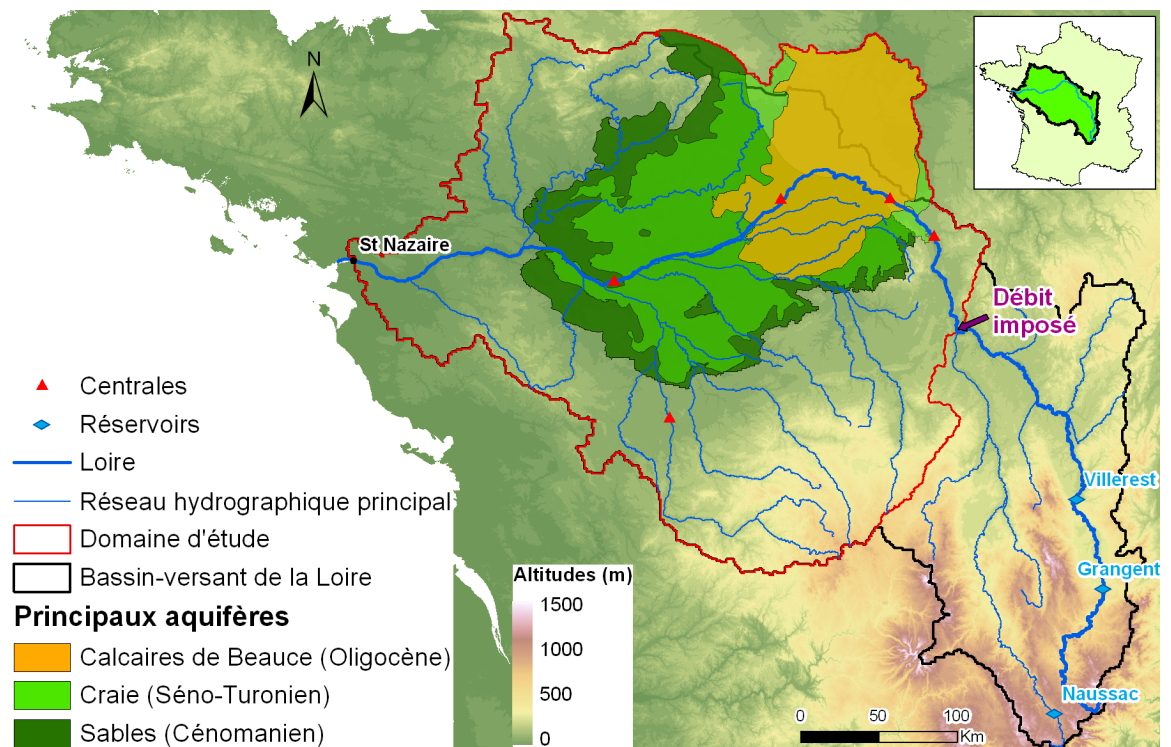 N
St Nazaire
Débit
imposé
Villerest
Grangent
Naussac
Centrales
Réservoirs
Loire
Réseau hydrographique principal
Domaine d'étude
Bassin-versant de la Loire
Principaux aquifères
Calcaires de Beauce (Oligocène)
Craie (Séno-Turonien)
Sables (Cénomanien)
Altitudes (m)
1500
1000
500
0
0 50 100
Km